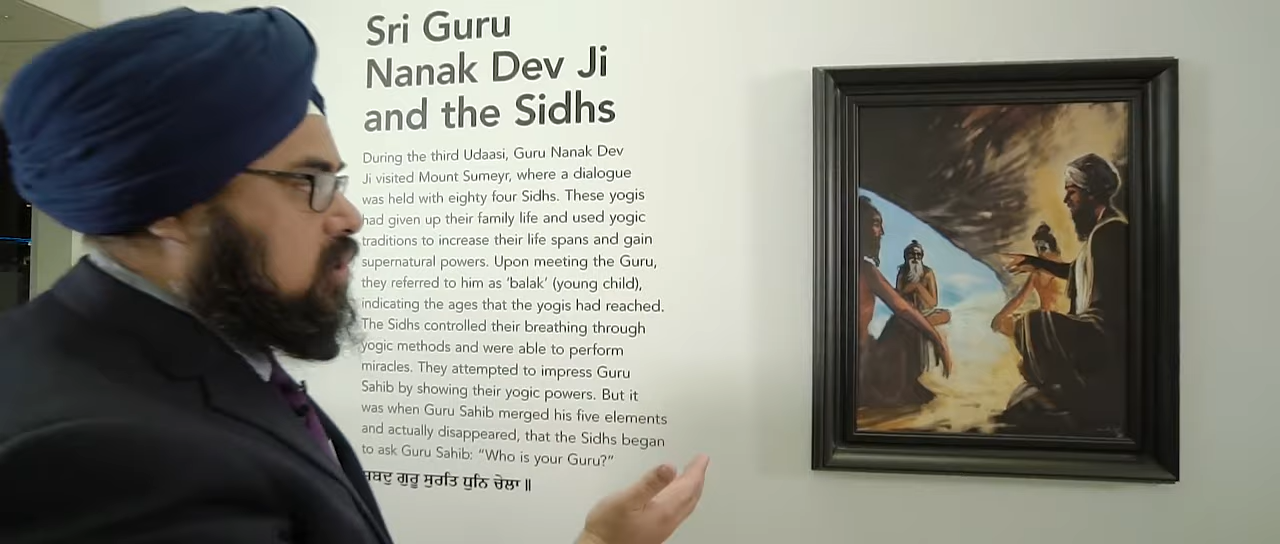 Sri Guru
Nanak Dev Ji
and the Sidhs
During the third Udaasi, Guru Nanak Dev
Ji visited Mount Sumeyr, where a dialogue
was held with eighty four Sidhs. These yogis
had given up their family life and used yogic
traditions to increase their life spans and gain
supernatural powers. Upon meeting the Guru,
they referred to him as ‘balak’ (young child),
indicating the ages that the yogis had reached.
The Sidhs controlled their breathing through
yogic methods and were able to perform
miracles. They attempted to impress Guru
Sahib by showing their yogic powers. But it
was when Guru Sahib merged his five elements
and actually disappeared, that the Sidhs began
to ask Guru Sahib: “Who is your Guru?”
ਸਬਦੁ ਗੁਰੂ ਸੁਰਤਿ ਧੁਨਿ ਚੇਲਾ ॥